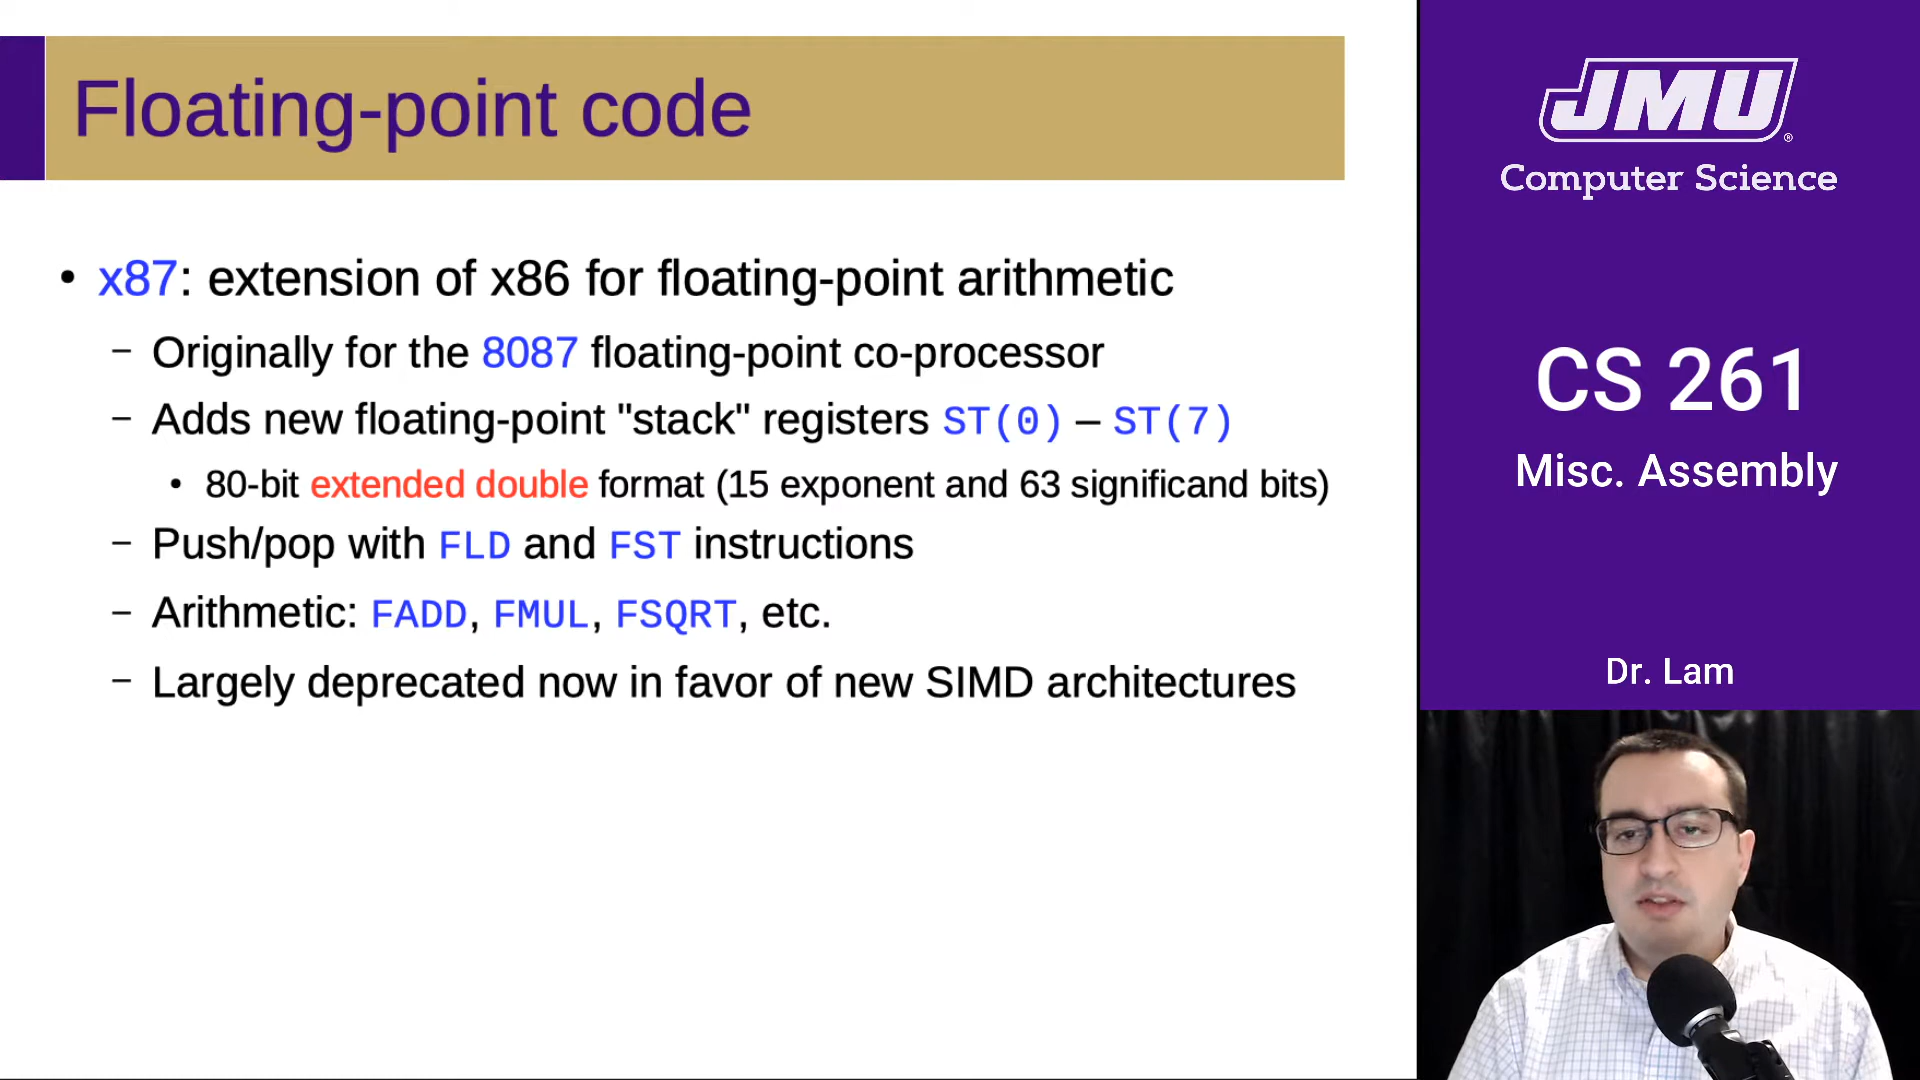 Floating-point code
• x87: extension of x86 for floating-point arithmetic
– Originally for the 8087 floating-point co-processor
– Adds new floating-point "stack" registers ST(0) – ST(7)
• 80-bit extended double format (15 exponent and 63 significand bits)
– Push/pop with FLD and FST instructions
– Arithmetic: FADD, FMUL, FSQRT, etc.
– Largely deprecated now in favor of new SIMD architectures
JMU®
Computer Science
CS 261
Misc. Assembly
Dr. Lam